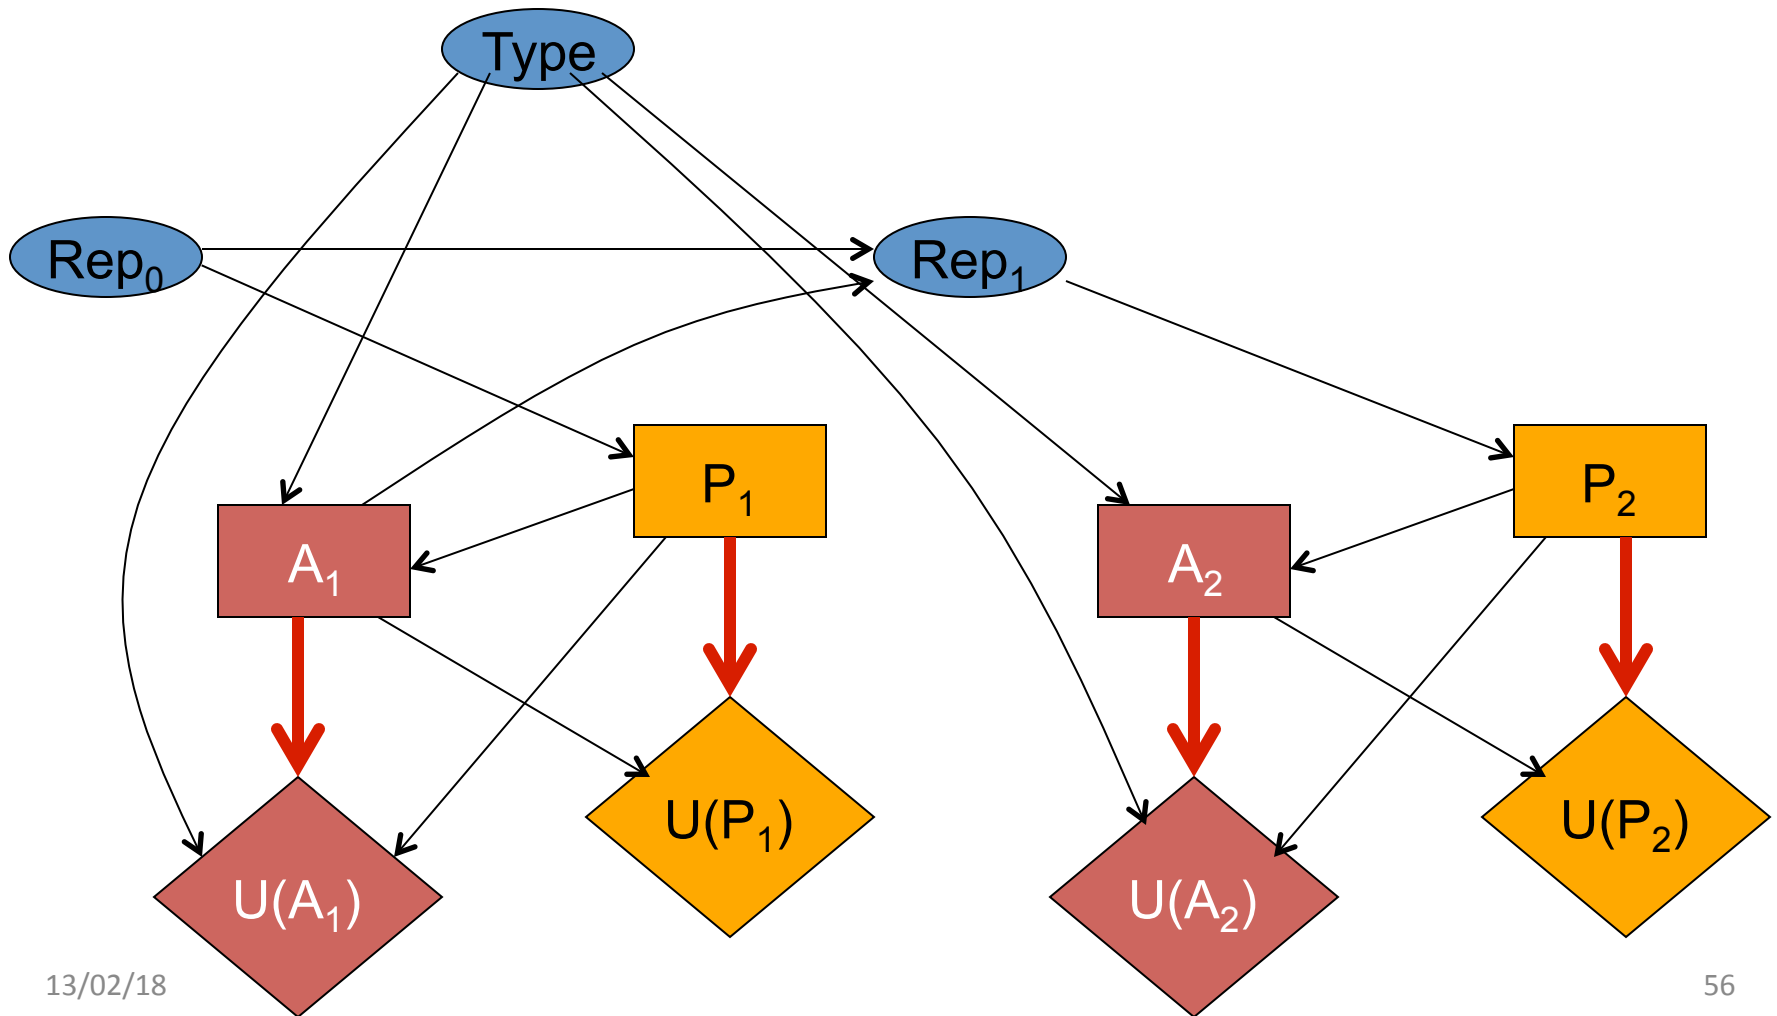 Type
Rep₀
Rep₁
P₁
P₂
A₁
A₂
U(P₁)
U(P₂)
U(A₁)
U(A₂)
13/02/18
56